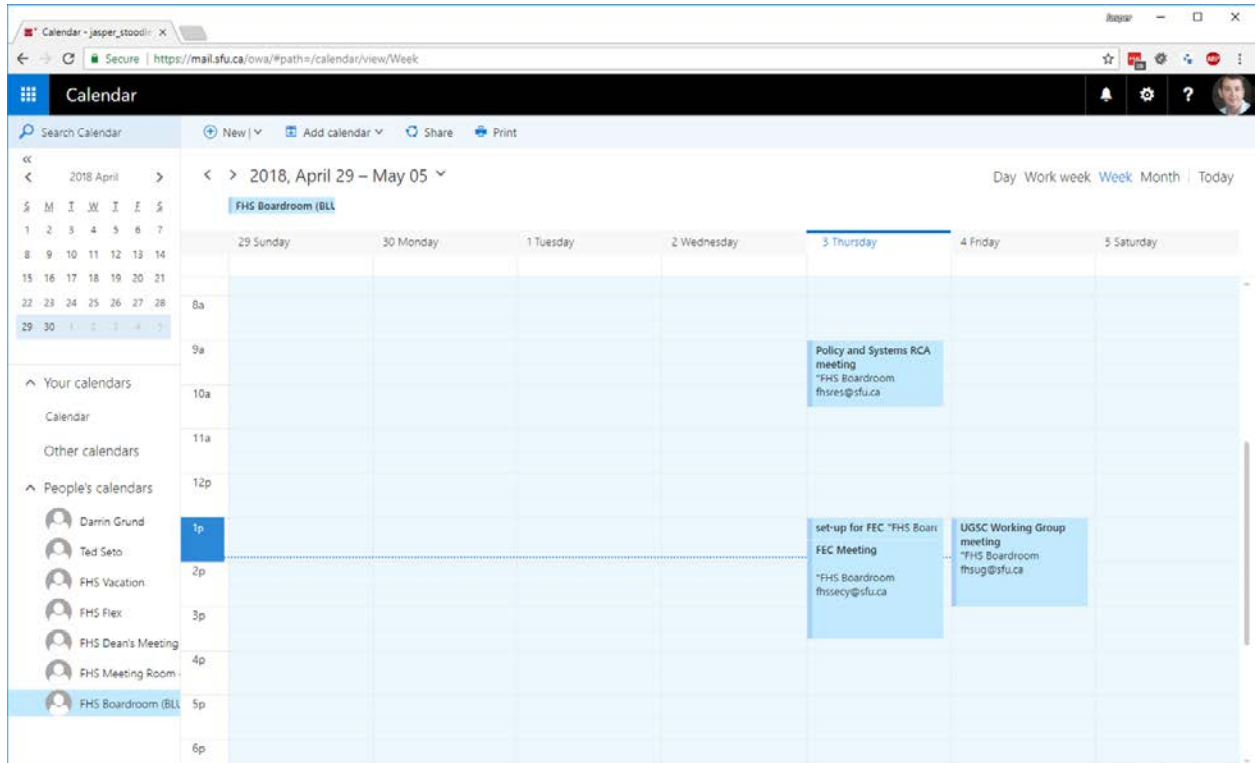 Calendar - jasper_stoodl
Secure | https://mail.sfu.ca/owa/#path=/calendar/view/Week
Calendar
?
Search Calendar
New
Add calendar
Share
Print
2018 April
2018, April 29 – May 05
Day Work week Week Month Today
FHS Boardroom (BLU
S M T W T F S
1 2 3 4 5 6 7
8 9 10 11 12 13 14
15 16 17 18 19 20 21
22 23 24 25 26 27 28
29 30 1 2 3 4 5
29 Sunday
30 Monday
1 Tuesday
2 Wednesday
3 Thursday
4 Friday
5 Saturday
Your calendars
Calendar
Other calendars
People's calendars
Darrin Grund
Ted Seto
FHS Vacation
FHS Flex
FHS Dean's Meeting
FHS Meeting Room
FHS Boardroom (BLU
8a
9a
10a
11a
12p
1p
2p
3p
4p
5p
6p
Policy and Systems RCA
meeting
"FHS Boardroom
fhsres@sfu.ca
set-up for FEC "FHS Board
FEC Meeting
"FHS Boardroom
fhssecy@sfu.ca
UGSC Working Group
meeting
"FHS Boardroom
fhsug@sfu.ca